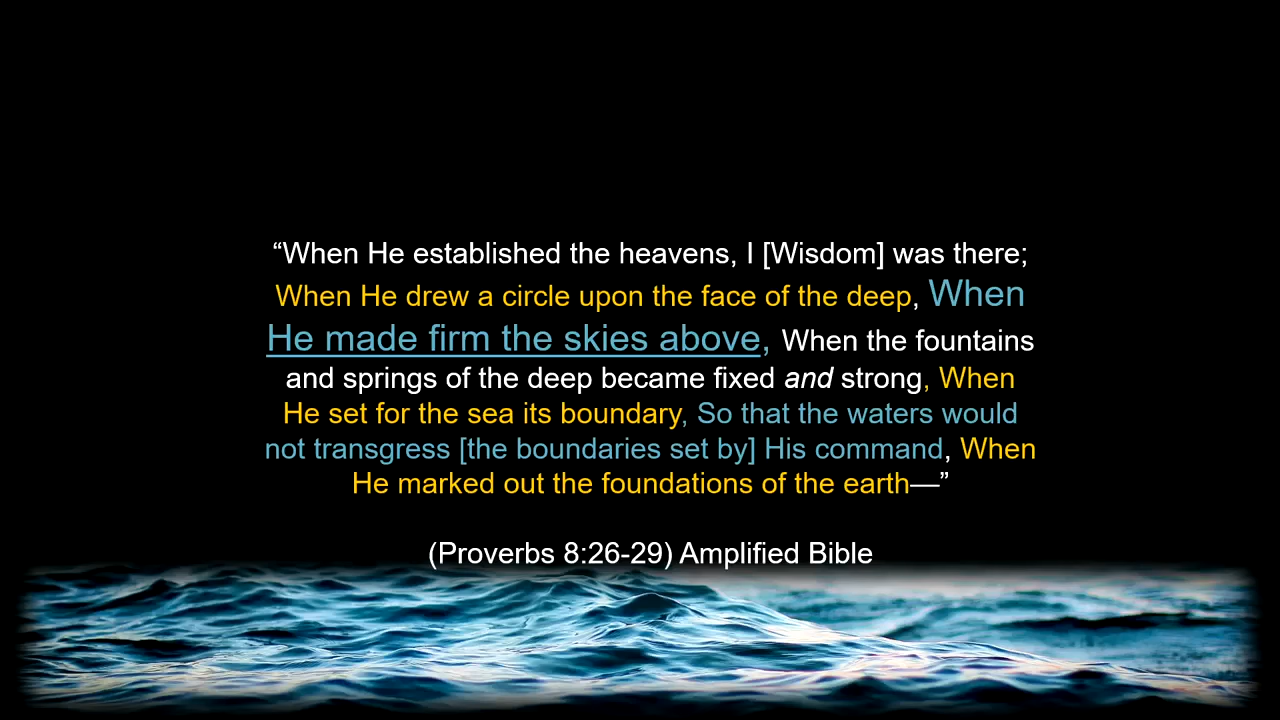 “When He established the heavens, I [Wisdom] was there;
When He drew a circle upon the face of the deep, When
He made firm the skies above, When the fountains
and springs of the deep became fixed and strong, When
He set for the sea its boundary, So that the waters would
not transgress [the boundaries set by] His command, When
He marked out the foundations of the earth—”
(Proverbs 8:26-29) Amplified Bible